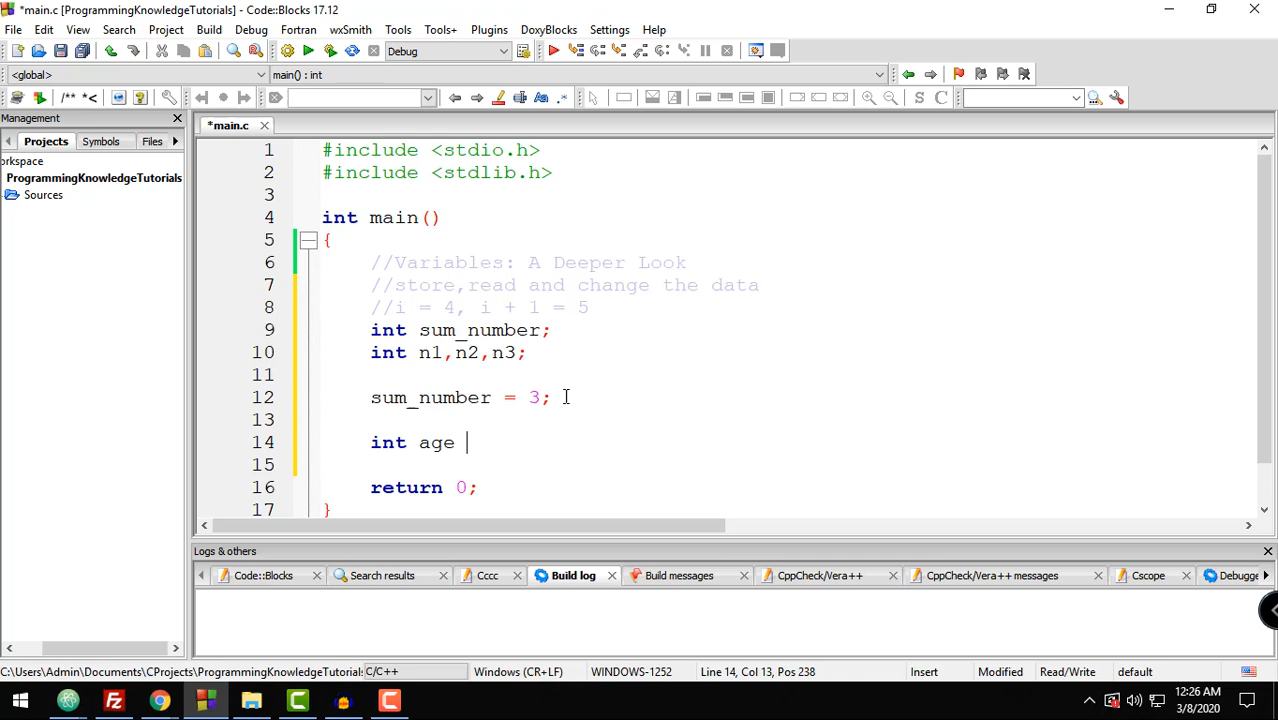 *main.c [ProgrammingKnowledgeTutorials] - Code::Blocks 17.12
File Edit View Search Project Build Debug Fortran wxSmith Tools Tools+ Plugins DoxyBlocks Settings Help
Debug
<global> main() : int
/** *<
S C
Management
Projects Symbols Files
*main.c
orkspace
ProgrammingKnowledgeTutorials
Sources
1 #include <stdio.h>
2 #include <stdlib.h>
3
4 int main()
5 {
6 //Variables: A Deeper Look
7 //store,read and change the data
8 //i = 4, i + 1 = 5
9 int sum_number;
10 int n1,n2,n3;
11
12 sum_number = 3;
13
14 int age
15
16 return 0;
17 }
Logs & others
Code::Blocks Search results Cccc Build log Build messages CppCheck/Vera++ CppCheck/Vera++ messages Cscope Debugge
C:\Users\Admin\Documents\CProjects\ProgrammingKnowledgeTutorials C/C++ Windows (CR+LF) WINDOWS-1252 Line 14, Col 13, Pos 238 Insert Modified Read/Write default
12:26 AM
3/8/2020